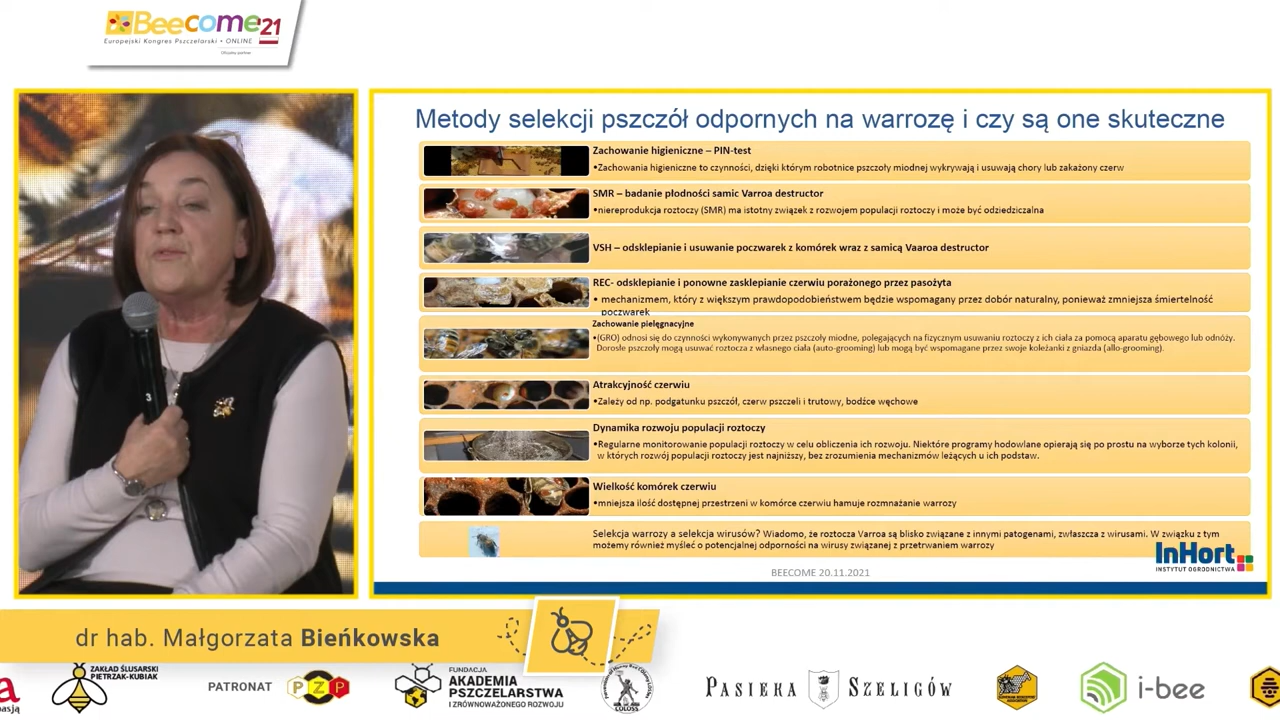 Beecome'21
Europejski Kongres Pszczelarski • ONLINE
Oficjalny partner
Metody selekcji pszczół odpornych na warrozę i czy są one skuteczne
Zachowanie higieniczne – PIN-test
•Zachowania higieniczne to czynności, dzięki którym robotnice pszczoły miodnej wykrywają i usuwają chory lub zakażony czerw
SMR – badanie płodności samic Varroa destructor
•niereprodukcja roztoczy (SMR) ma istotny związek z rozwojem populacji roztoczy i może być odziedziczalna
VSH – odsklepianie i usuwanie poczwarek z komórek wraz z samicą Vaaroa destructor
REC- odsklepianie i ponowne zasklepianie czerwiu porażonego przez pasożyta
• mechanizmem, który z większym prawdopodobieństwem będzie wspomagany przez dobór naturalny, ponieważ zmniejsza śmiertelność
poczwarek
Zachowanie pielęgnacyjne
•(GRO) odnosi się do czynności wykonywanych przez pszczoły miodne, polegających na fizycznym usuwaniu roztoczy z ich ciała za pomocą aparatu gębowego lub odnóży.
Dorosłe pszczoły mogą usuwać roztocza z własnego ciała (auto-grooming) lub mogą być wspomagane przez swoje koleżanki z gniazda (allo-grooming).
Atrakcyjność czerwiu
•Zależy od np. podgatunku pszczół, czerw pszczeli i trutowy, bodźce węchowe
Dynamika rozwoju populacji roztoczy
•Regularne monitorowanie populacji roztoczy w celu obliczenia ich rozwoju. Niektóre programy hodowlane opierają się po prostu na wyborze tych kolonii,
w których rozwój populacji roztoczy jest najniższy, bez zrozumienia mechanizmów leżących u ich podstaw.
Wielkość komórek czerwiu
•mniejsza ilość dostępnej przestrzeni w komórce czerwiu hamuje rozmnażanie warrozy
Selekcja warrozy a selekcja wirusów? Wiadomo, że roztocza Varroa są blisko związane z innymi patogenami, zwłaszcza z wirusami. W związku z tym
możemy również myśleć o potencjalnej odporności na wirusy związanej z przetrwaniem warrozy
InHort
INSTYTUT OGRODNICTWA
BEECOME 20.11.2021
dr hab. Małgorzata Bieńkowska
a
pasją
ZAKŁAD ŚLUSARSKI
PIETRZAK-KUBIAK
PATRONAT
PZP
FUNDACJA
AKADEMIA
PSZCZELARSTWA
I ZRÓWNOWAŻONEGO ROZWOJU
COLOSS
PASIEKA SZELIGÓW
i-bee